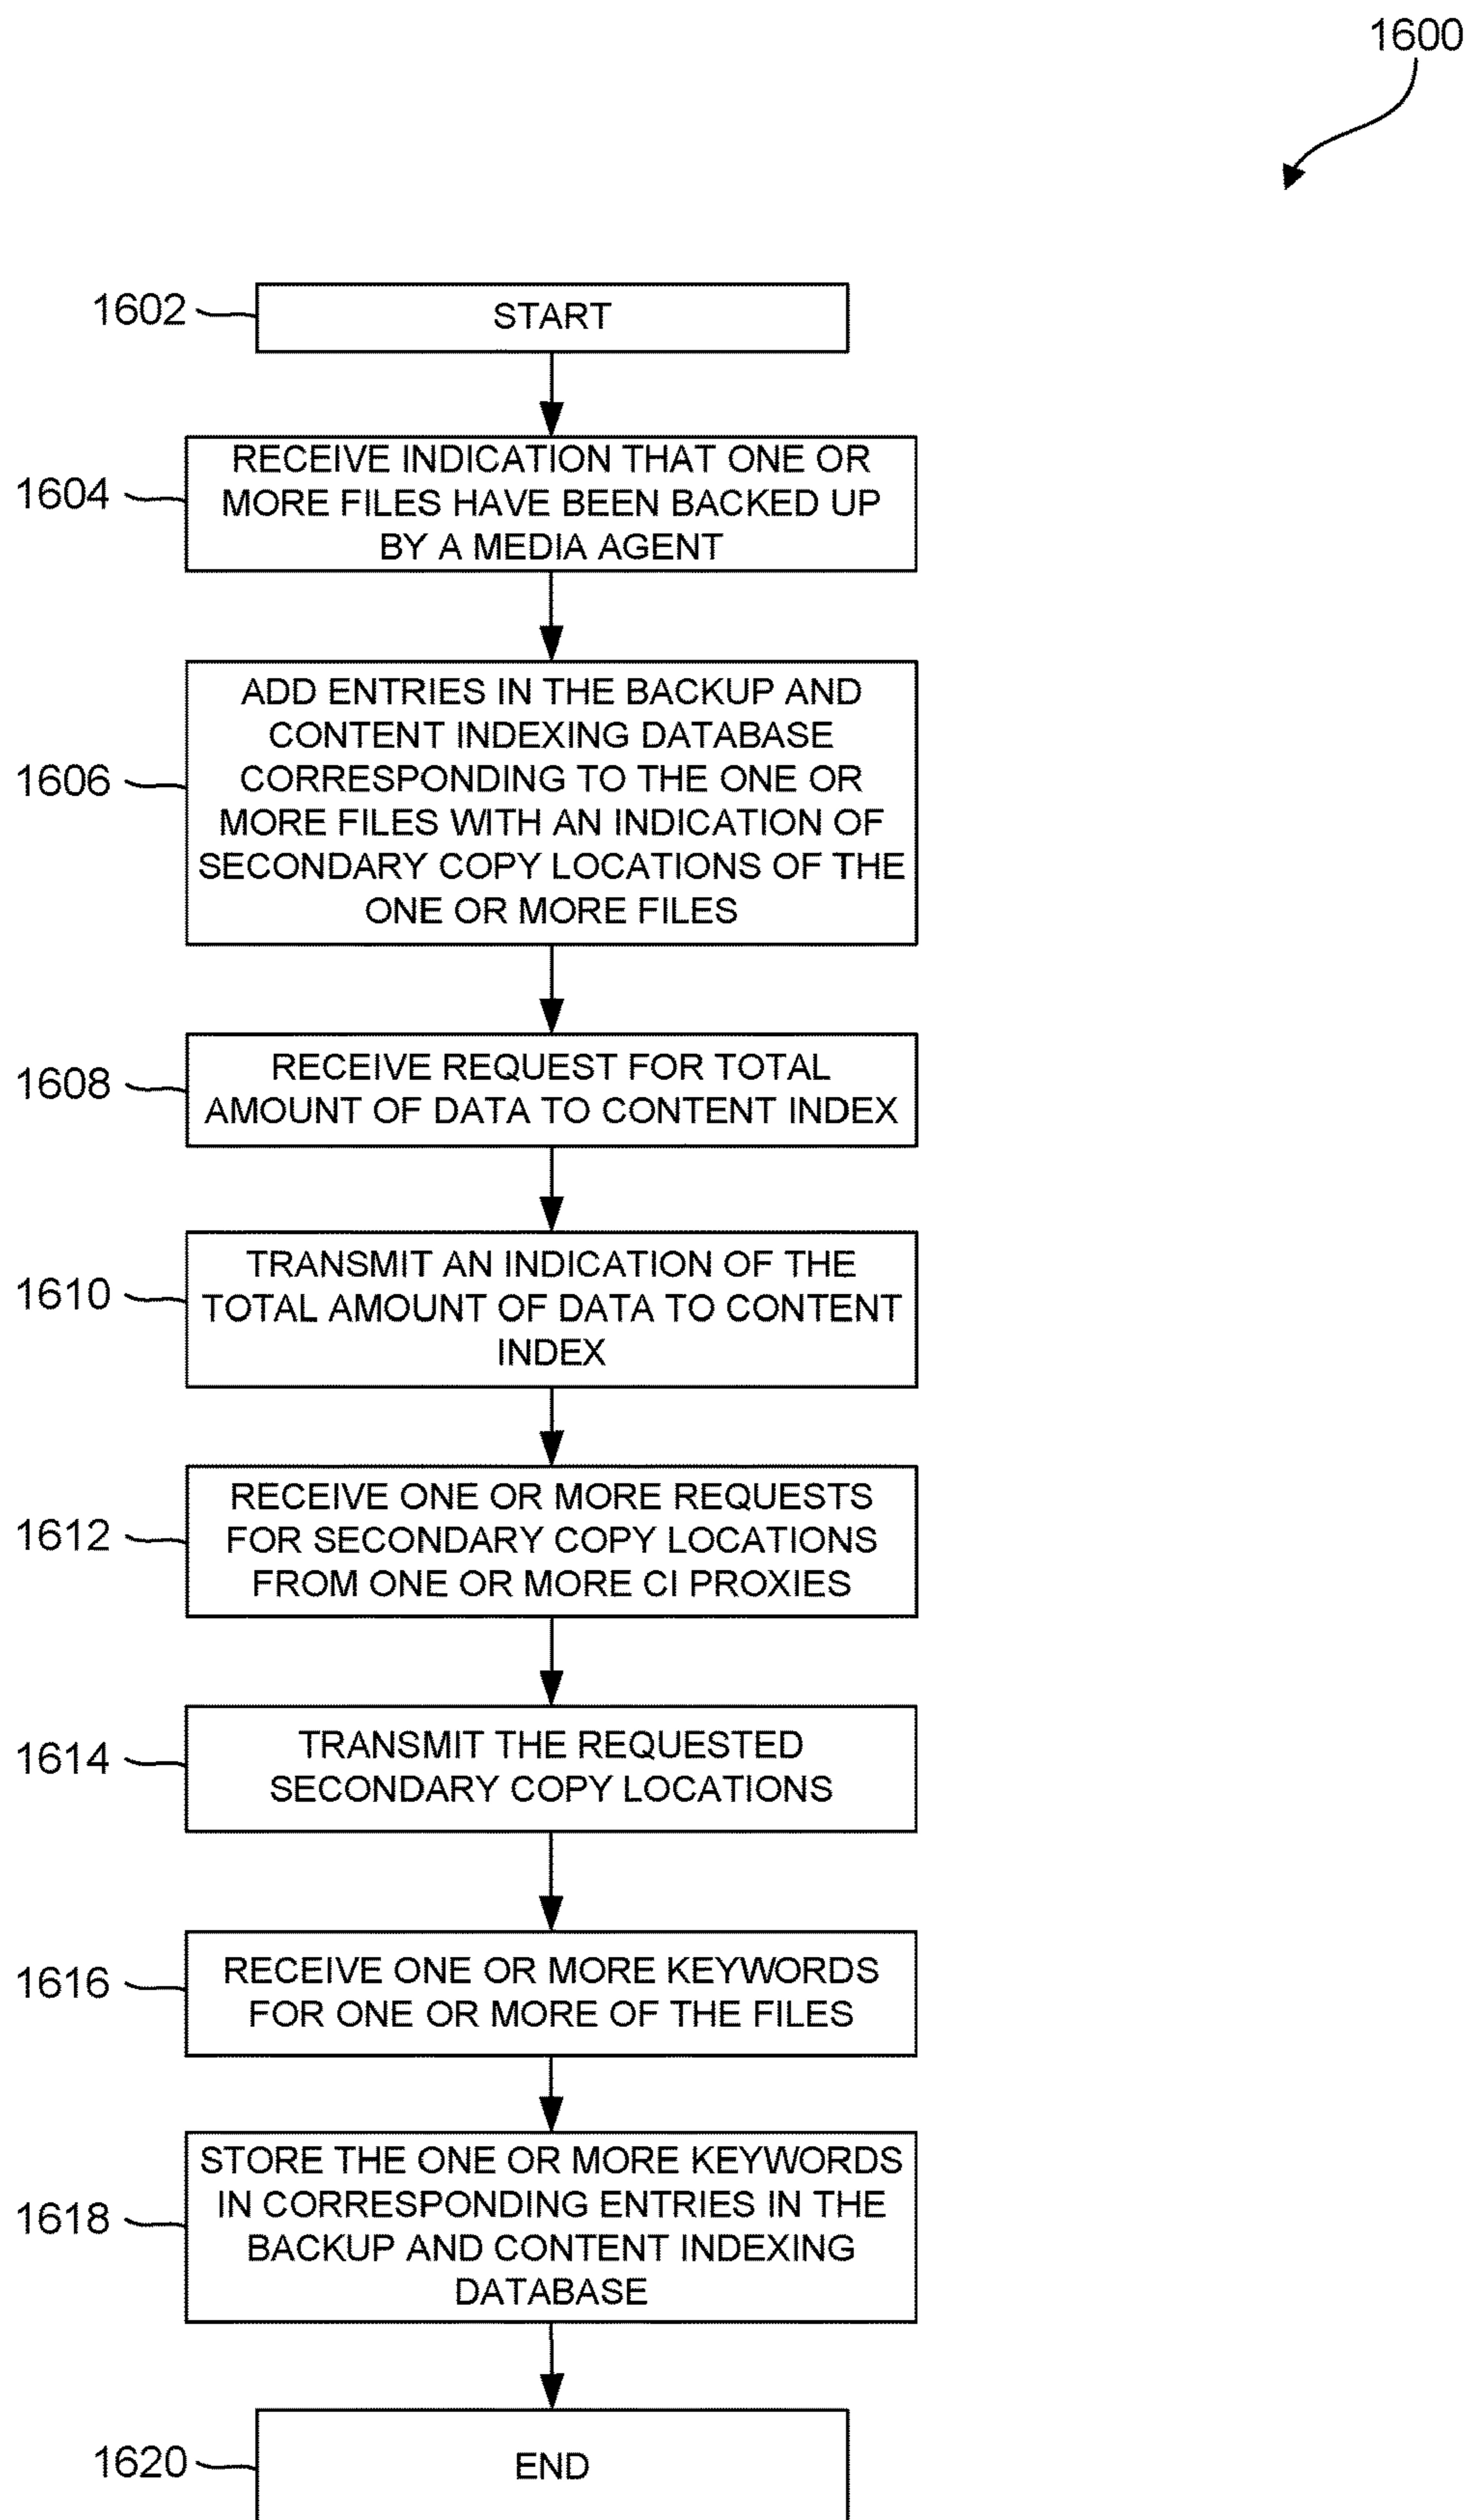 1600
1602
START
1604
RECEIVE INDICATION THAT ONE OR
MORE FILES HAVE BEEN BACKED UP
BY A MEDIA AGENT
1606
ADD ENTRIES IN THE BACKUP AND
CONTENT INDEXING DATABASE
CORRESPONDING TO THE ONE OR
MORE FILES WITH AN INDICATION OF
SECONDARY COPY LOCATIONS OF THE
ONE OR MORE FILES
1608
RECEIVE REQUEST FOR TOTAL
AMOUNT OF DATA TO CONTENT INDEX
1610
TRANSMIT AN INDICATION OF THE
TOTAL AMOUNT OF DATA TO CONTENT
INDEX
1612
RECEIVE ONE OR MORE REQUESTS
FOR SECONDARY COPY LOCATIONS
FROM ONE OR MORE CI PROXIES
1614
TRANSMIT THE REQUESTED
SECONDARY COPY LOCATIONS
1616
RECEIVE ONE OR MORE KEYWORDS
FOR ONE OR MORE OF THE FILES
1618
STORE THE ONE OR MORE KEYWORDS
IN CORRESPONDING ENTRIES IN THE
BACKUP AND CONTENT INDEXING
DATABASE
1620
END